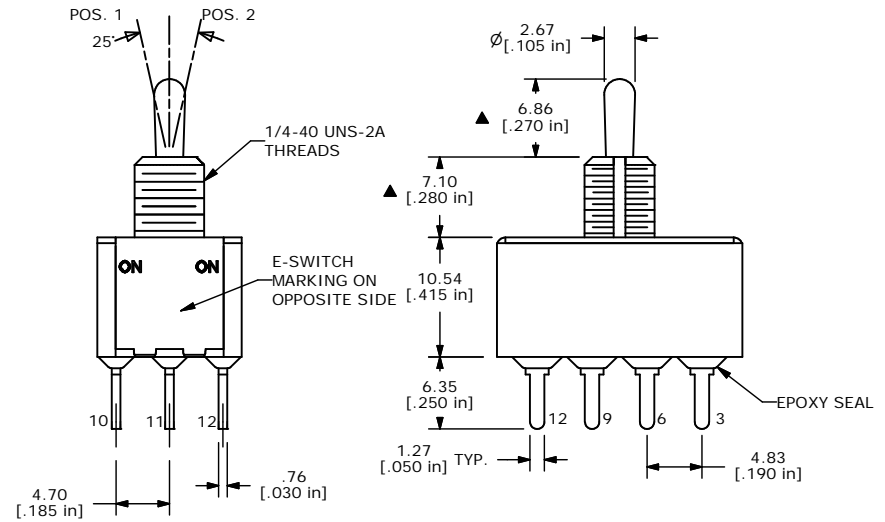 POS. 1
POS. 2
25°
1/4-40 UNS-2A
THREADS
ON
ON
E-SWITCH
MARKING ON
OPPOSITE SIDE
10
11
12
4.70
[.185 in]
.76
[.030 in]
Ø 2.67
[.105 in]
▲ 6.86
[.270 in]
▲ 7.10
[.280 in]
10.54
[.415 in]
6.35
[.250 in]
12
9
6
3
EPOXY SEAL
1.27
[.050 in] TYP.
4.83
[.190 in]